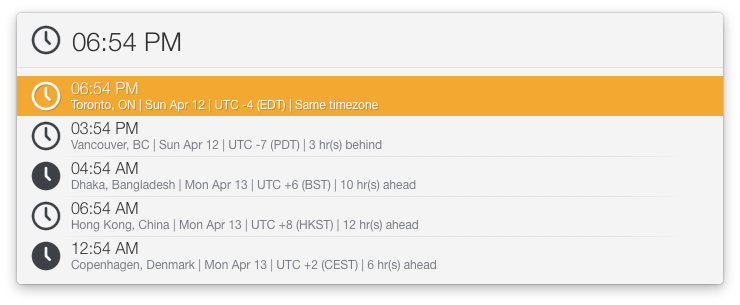 06:54 PM
06:54 PM
Toronto, ON | Sun Apr 12 | UTC -4 (EDT) | Same timezone
03:54 PM
Vancouver, BC | Sun Apr 12 | UTC -7 (PDT) | 3 hr(s) behind
04:54 AM
Dhaka, Bangladesh | Mon Apr 13 | UTC +6 (BST) | 10 hr(s) ahead
06:54 AM
Hong Kong, China | Mon Apr 13 | UTC +8 (HKST) | 12 hr(s) ahead
12:54 AM
Copenhagen, Denmark | Mon Apr 13 | UTC +2 (CEST) | 6 hr(s) ahead